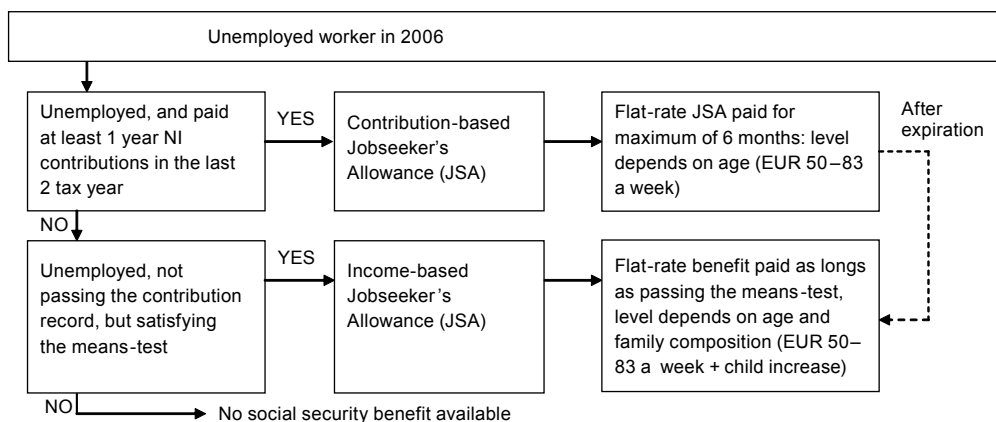 Unemployed worker in 2006
Unemployed, and paid
at least 1 year NI
contributions in the last
2 tax year
YES
Contribution-based
Jobseeker's
Allowance (JSA)
Flat-rate JSA paid for
maximum of 6 months: level
depends on age (EUR 50–83
a week)
After
expiration
NO
Unemployed, not
passing the contribution
record, but satisfying
the means-test
YES
Income-based
Jobseeker's
Allowance (JSA)
Flat-rate benefit paid as longs
as passing the means-test,
level depends on age and
family composition (EUR 50–
83 a week + child increase)
NO
No social security benefit available